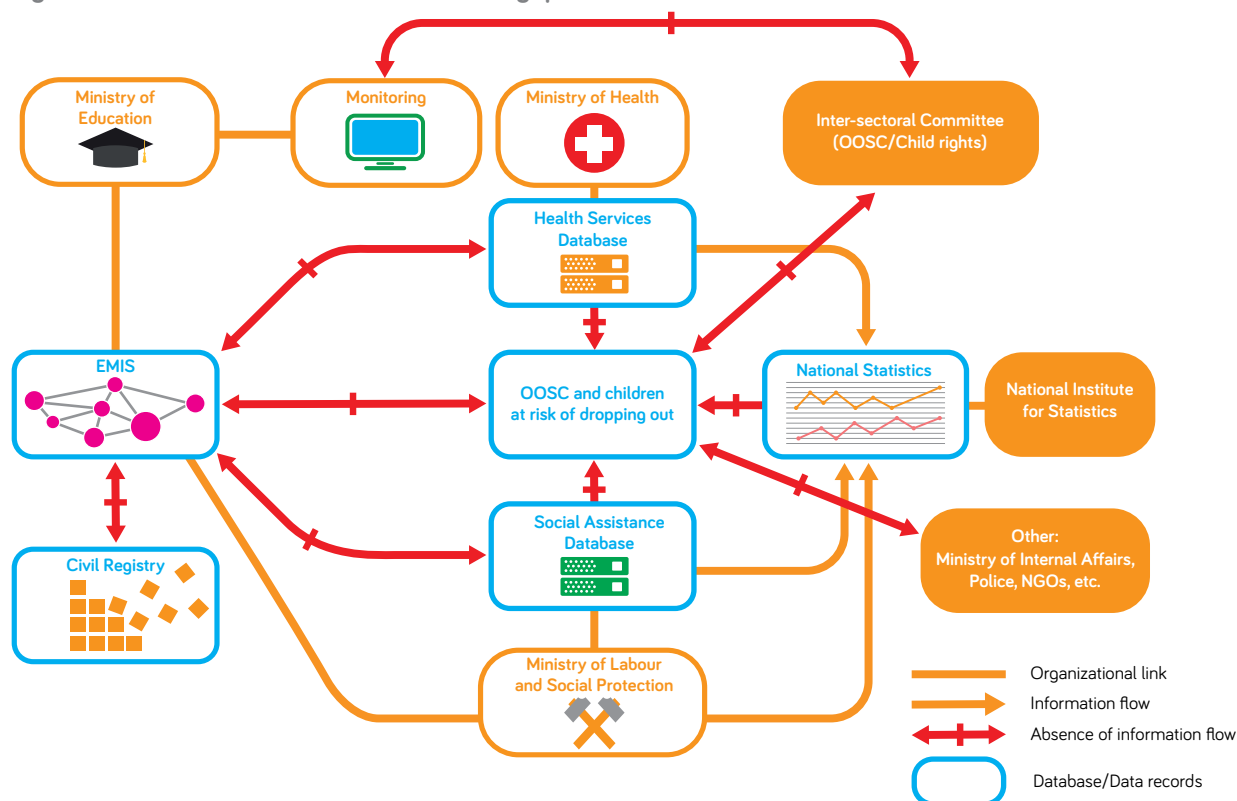 Ministry of
Education
Monitoring
Ministry of Health
Inter-sectoral Committee
(OOSC/Child rights)
Health Services
Database
EMIS
OOSC and children
at risk of dropping out
National Statistics
National Institute
for Statistics
Social Assistance
Database
Civil Registry
Other:
Ministry of Internal Affairs,
Police, NGOs, etc.
Ministry of Labour
and Social Protection
Organizational link
Information flow
Absence of information flow
Database/Data records